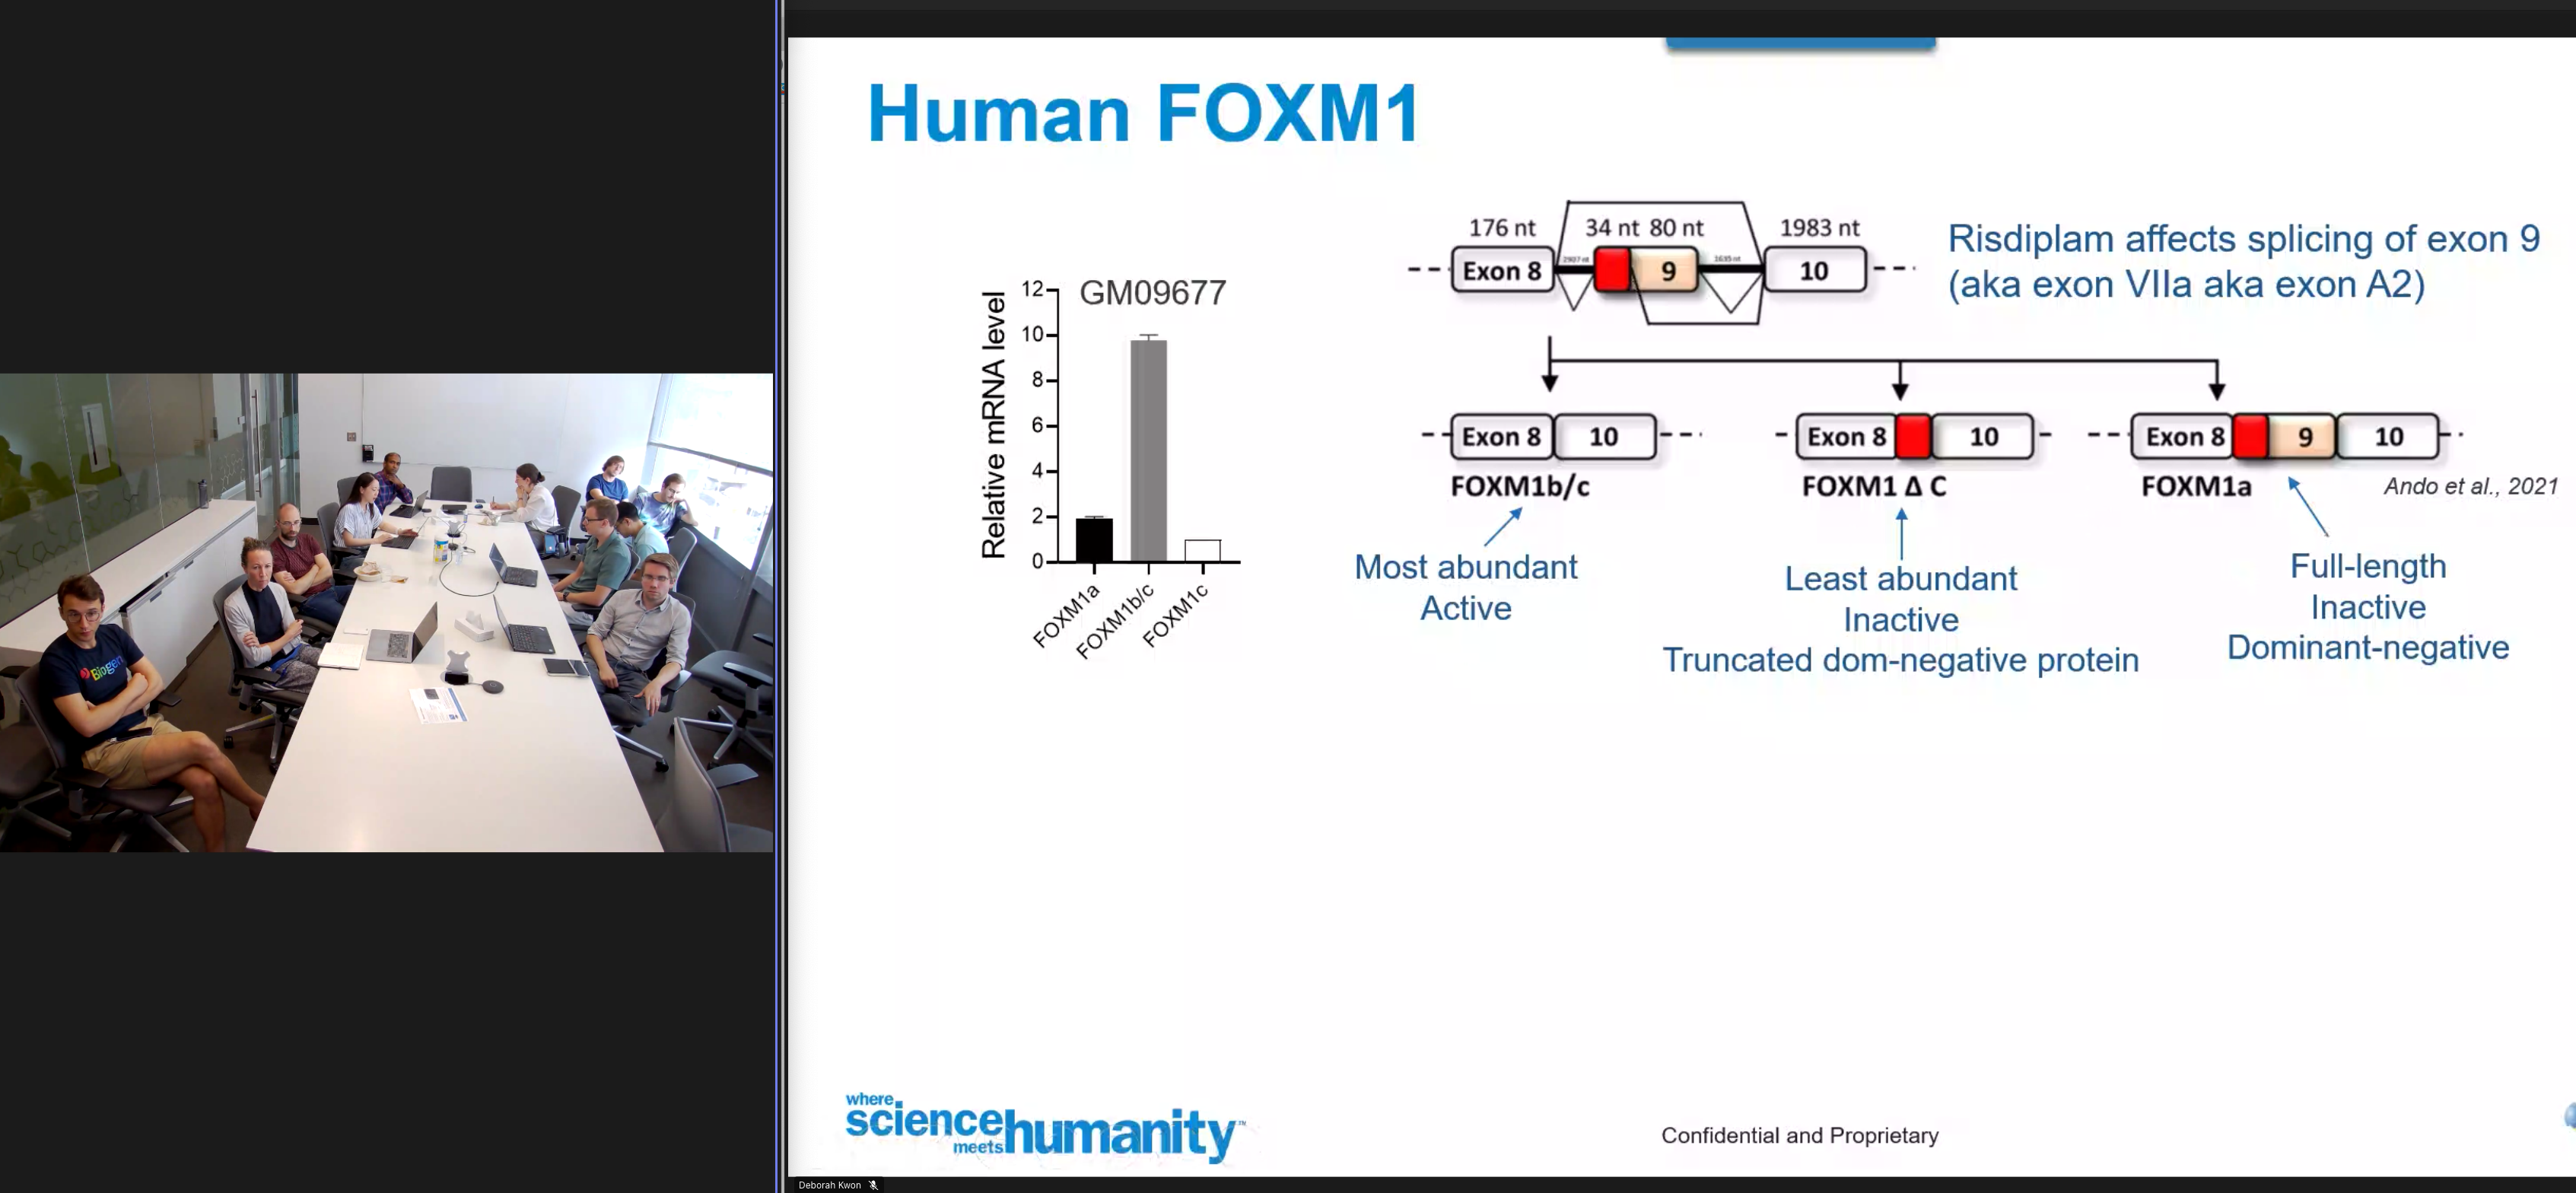 Human FOXM1
GM09677
Relative mRNA level
12
10
8
6
4
2
0
FOXM1a
FOXM1b/c
FOXM1c
176 nt
34 nt 80 nt
1983 nt
Exon 8
9
10
Risdiplam affects splicing of exon 9
(aka exon VIIa aka exon A2)
Exon 8 10
Exon 8 10
Exon 8 9 10
FOXM1b/c
FOXM1 Δ C
FOXM1a
Ando et al., 2021
Most abundant
Active
Least abundant
Inactive
Truncated dom-negative protein
Full-length
Inactive
Dominant-negative
Biogen
where
science
meets
humanity™
Confidential and Proprietary
Deborah Kwon